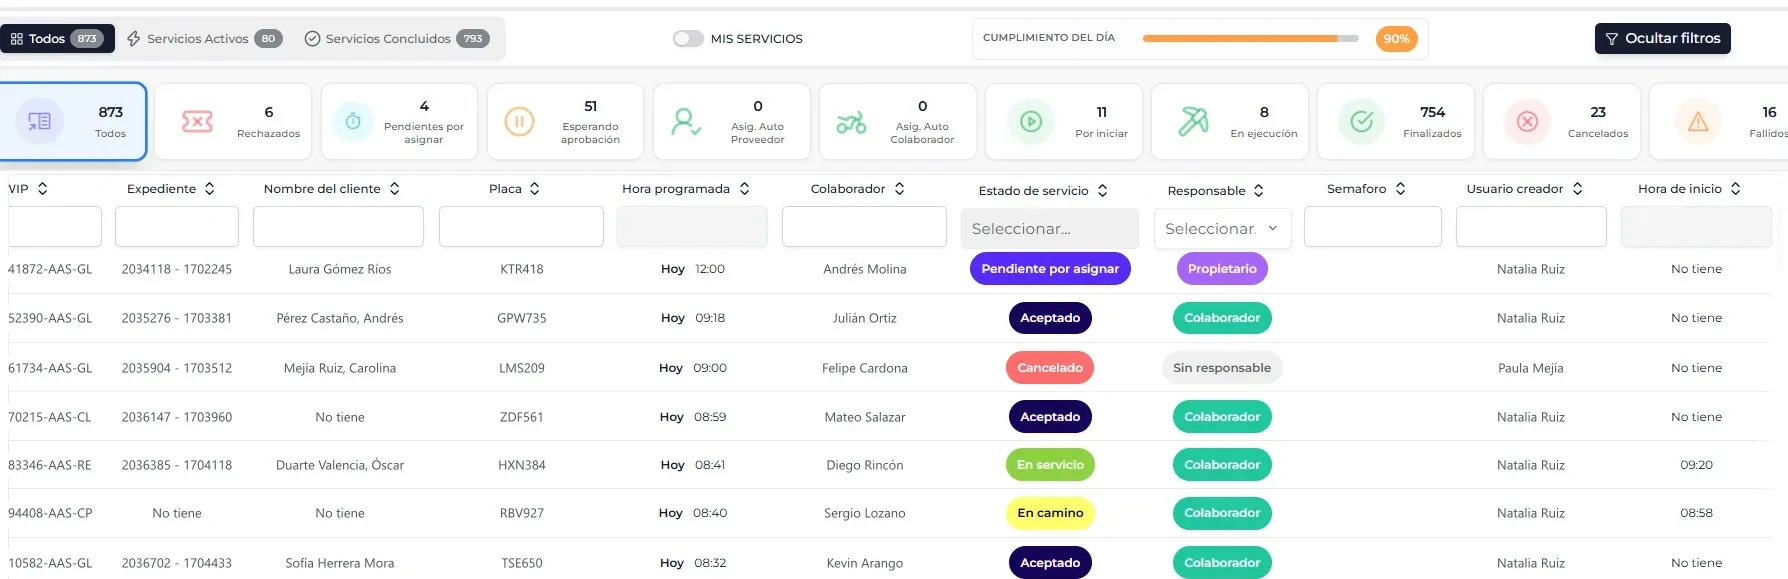 Todos 873 Servicios Activos 80 Servicios Concluidos 793 MIS SERVICIOS CUMPLIMIENTO DEL DÍA 90% Ocultar filtros
873
Todos
6
Rechazados
4
Pendientes por
asignar
51
Esperando
aprobación
0
Asig. Auto
Proveedor
0
Asig. Auto
Colaborador
11
Por iniciar
8
En ejecución
754
Finalizados
23
Cancelados
16
Fallidos
VIP Expediente Nombre del cliente Placa Hora programada Colaborador Estado de servicio Responsable Semaforo Usuario creador Hora de inicio
Seleccionar... Seleccionar.
41872-AAS-GL 2034118 - 1702245 Laura Gómez Ríos KTR418 Hoy 12:00 Andrés Molina Pendiente por asignar Propietario Natalia Ruiz No tiene
52390-AAS-GL 2035276 - 1703381 Pérez Castaño, Andrés GPW735 Hoy 09:18 Julián Ortiz Aceptado Colaborador Natalia Ruiz No tiene
61734-AAS-GL 2035904 - 1703512 Mejía Ruiz, Carolina LMS209 Hoy 09:00 Felipe Cardona Cancelado Sin responsable Paula Mejía No tiene
70215-AAS-CL 2036147 - 1703960 No tiene ZDF561 Hoy 08:59 Mateo Salazar Aceptado Colaborador Natalia Ruiz No tiene
83346-AAS-RE 2036385 - 1704118 Duarte Valencia, Óscar HXN384 Hoy 08:41 Diego Rincón En servicio Colaborador Natalia Ruiz 09:20
94408-AAS-CP No tiene No tiene RBV927 Hoy 08:40 Sergio Lozano En camino Colaborador Natalia Ruiz 08:58
10582-AAS-GL 2036702 - 1704433 Sofía Herrera Mora TSE650 Hoy 08:32 Kevin Arango Aceptado Colaborador Natalia Ruiz No tiene